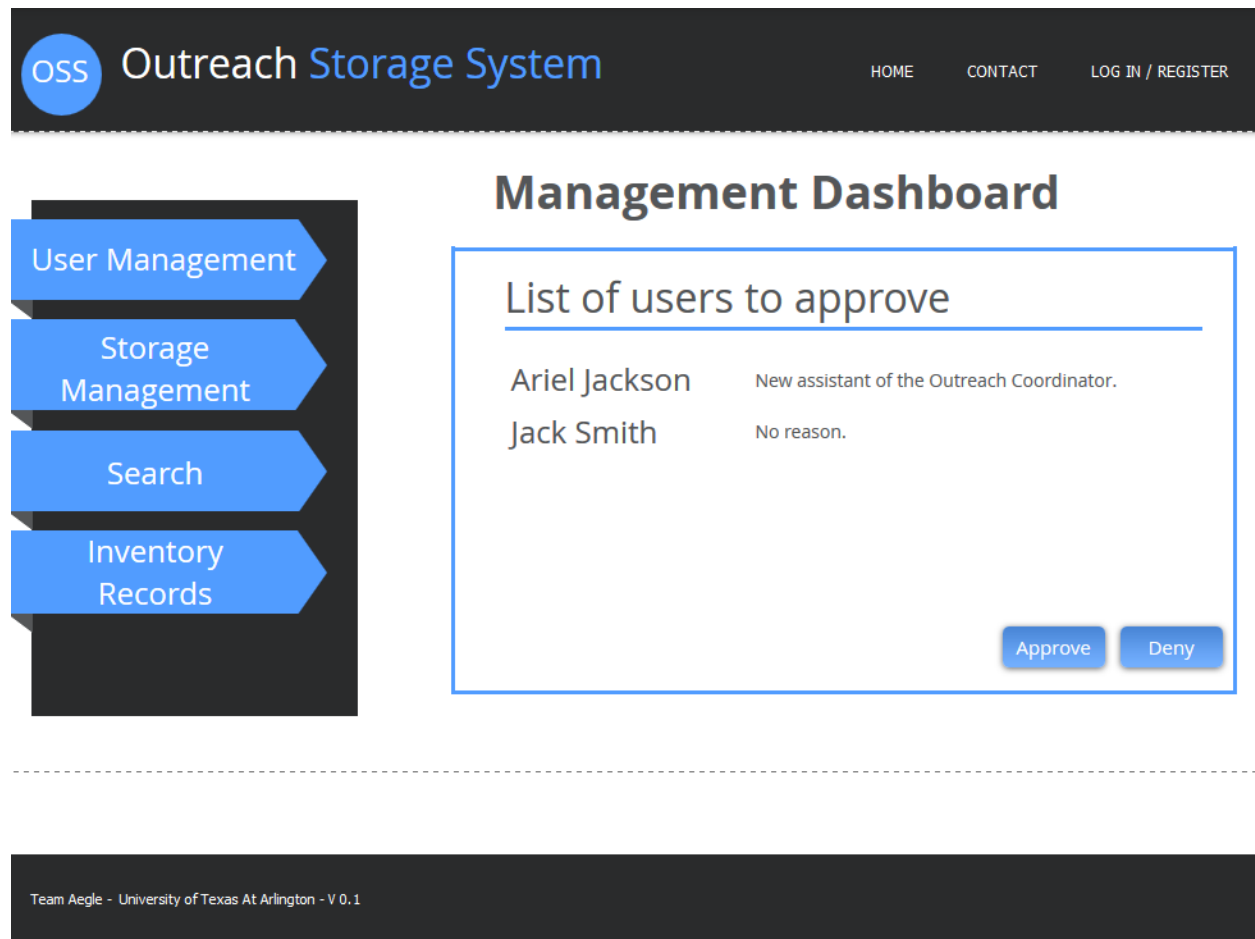 OSS
Outreach Storage System
HOME CONTACT LOG IN / REGISTER
Management Dashboard
User Management
Storage
Management
Search
Inventory
Records
List of users to approve
Ariel Jackson New assistant of the Outreach Coordinator.
Jack Smith No reason.
Approve Deny
Team Aegle - University of Texas At Arlington - V 0.1